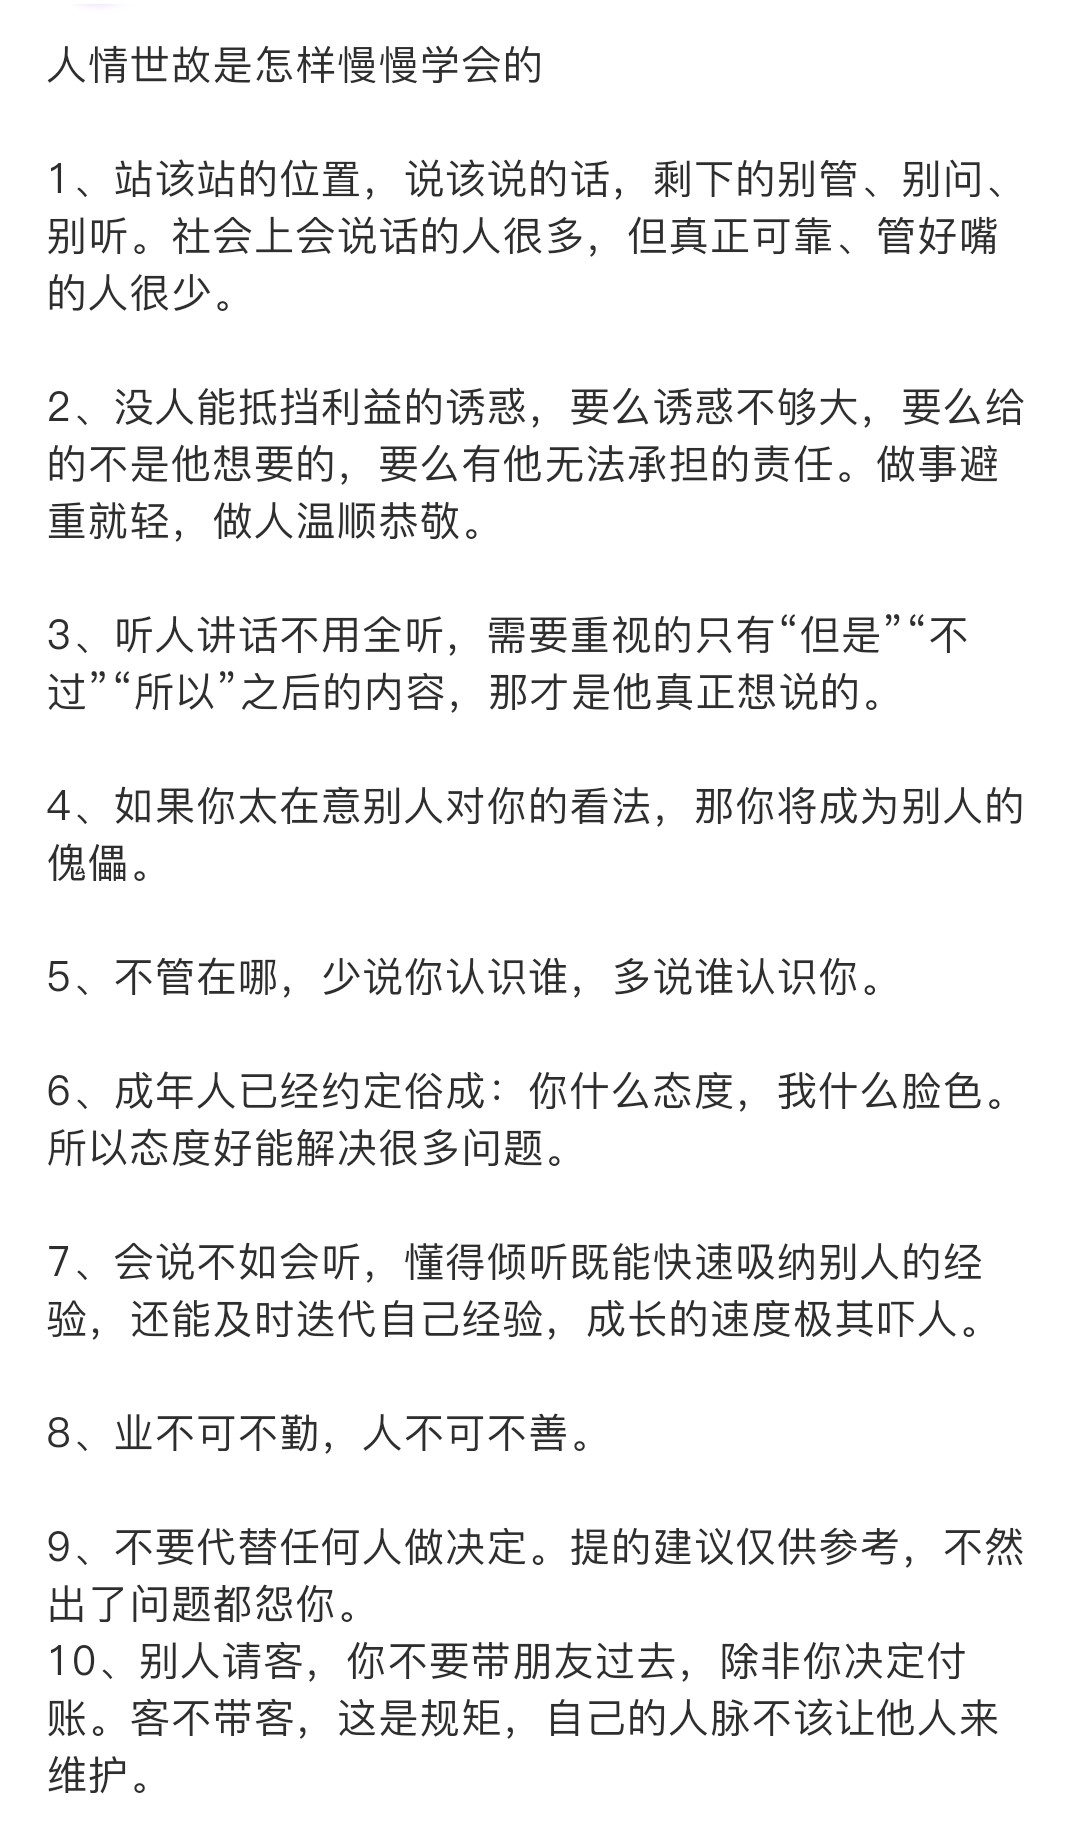 人情世故是怎样慢慢学会的
1、站该站的位置，说该说的话，剩下的别管、别问、
别听。社会上会说话的人很多，但真正可靠、管好嘴
的人很少。
2、没人能抵挡利益的诱惑，要么诱惑不够大，要么给
的不是他想要的，要么有他无法承担的责任。做事避
重就轻，做人温顺恭敬。
3、听人讲话不用全听，需要重视的只有“但是”“不
过”“所以”之后的内容，那才是他真正想说的。
4、如果你太在意别人对你的看法，那你将成为别人的
傀儡。
5、不管在哪，少说你认识谁，多说谁认识你。
6、成年人已经约定俗成：你什么态度，我什么脸色。
所以态度好能解决很多问题。
7、会说不如会听，懂得倾听既能快速吸纳别人的经
验，还能及时迭代自己经验，成长的速度极其吓人。
8、业不可不勤，人不可不善。
9、不要代替任何人做决定。提的建议仅供参考，不然
出了问题都怨你。
10、别人请客，你不要带朋友过去，除非你决定付
账。客不带客，这是规矩，自己的人脉不该让他人来
维护。